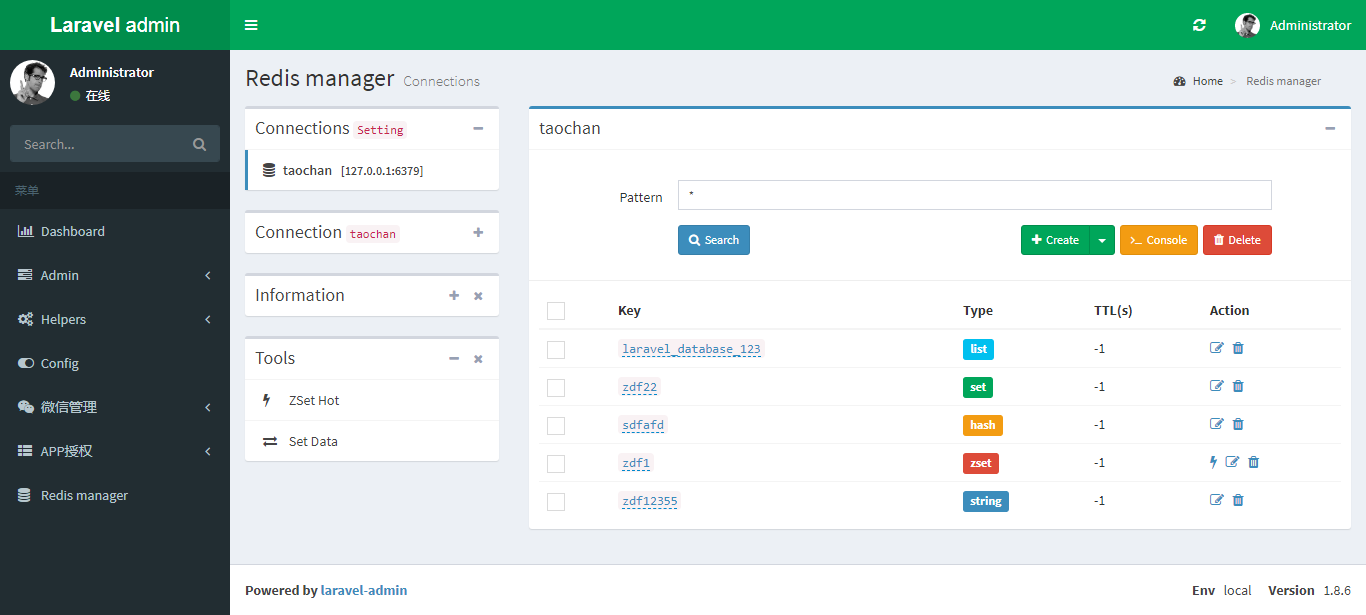 Laravel admin
Administrator
Administrator
在线
Search...
菜单
Dashboard
Admin
Helpers
Config
微信管理
APP授权
Redis manager
Redis manager Connections
Home > Redis manager
Connections Setting
taochan [127.0.0.1:6379]
Connection taochan
Information
Tools
ZSet Hot
Set Data
taochan
Pattern *
Search Create Console Delete
Key Type TTL(s) Action
laravel_database_123 list -1
zdf22 set -1
sdfafd hash -1
zdf1 zset -1
zdf12355 string -1
Powered by laravel-admin
Env local Version 1.8.6